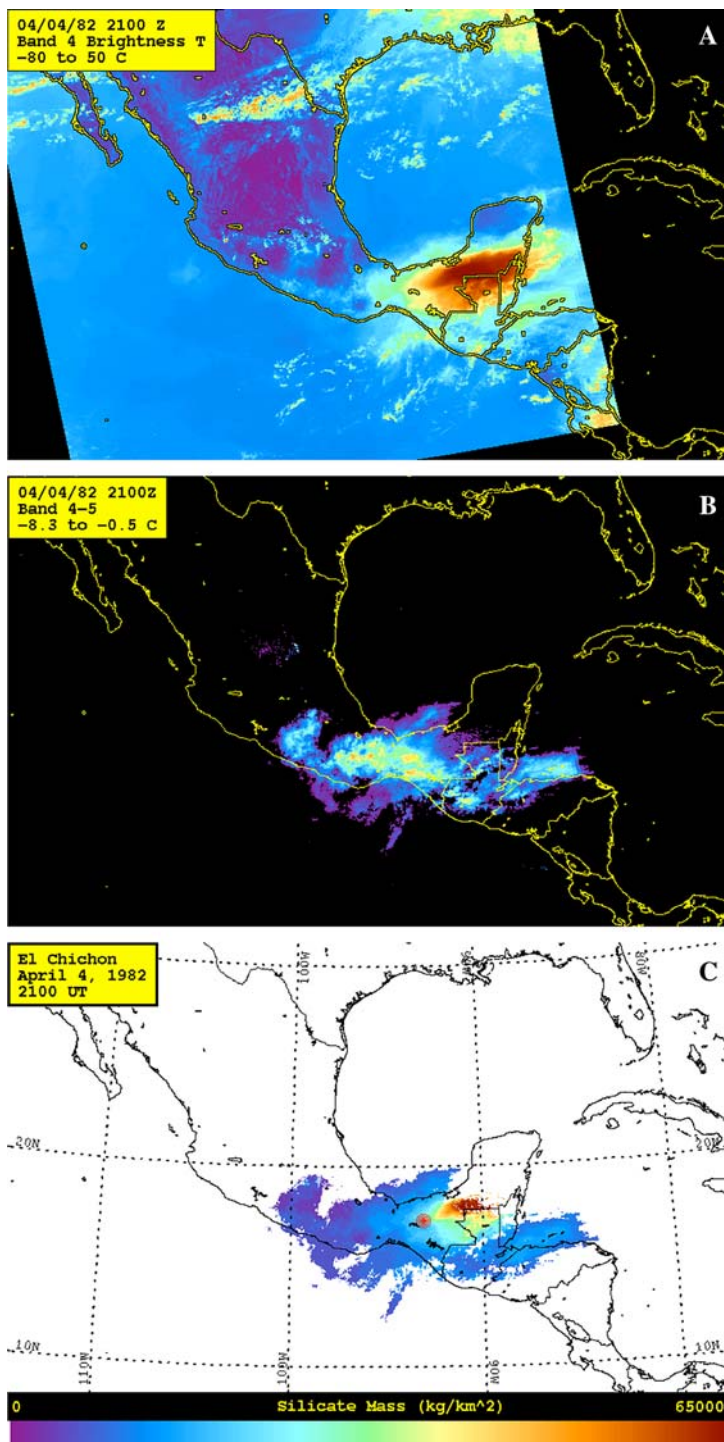 04/04/82 2100 Z
Band 4 Brightness T
-80 to 50 C
A
04/04/82 2100Z
Band 4-5
-8.3 to -0.5 C
B
El Chichon
April 4, 1982
2100 UT
C
100W
90W
80W
20N
20N
10N
10N
110W
100W
90W
0
Silicate Mass (kg/km^2)
65000